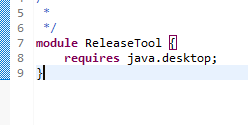 5
6 */
7 module ReleaseTool {
8 requires java.desktop;
9 }